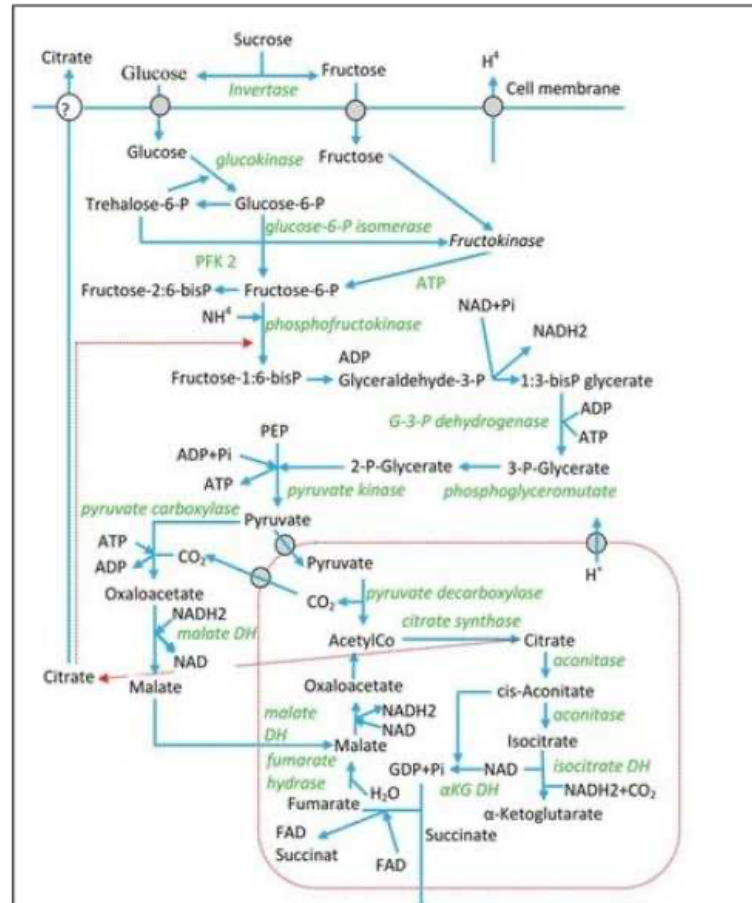 Sucrose
Citrate
Glucose
Fructose
H⁴
Invertase
Cell membrane
?
Glucose
Fructose
glucokinase
Trehalose-6-P
Glucose-6-P
glucose-6-P isomerase
Fructokinase
PFK 2
ATP
Fructose-2:6-bisP
Fructose-6-P
NAD+Pi
NH⁴
phosphofructokinase
NADH2
ADP
Fructose-1:6-bisP
Glyceraldehyde-3-P
1:3-bisP glycerate
G-3-P dehydrogenase
ADP
ATP
PEP
ADP+Pi
2-P-Glycerate
3-P-Glycerate
ATP
pyruvate kinase
phosphoglyceromutate
pyruvate carboxylase
Pyruvate
ATP
ADP
CO₂
Pyruvate
H⁺
Oxaloacetate
CO₂
pyruvate decarboxylase
NADH2
citrate synthase
malate DH
AcetylCo
Citrate
NAD
aconitase
Citrate
Malate
Oxaloacetate
cis-Aconitate
NADH2
aconitase
malate
NAD
DH
Malate
Isocitrate
fumarate
GDP+Pi
NAD
isocitrate DH
hydrase
H₂O
αKG DH
NADH2+CO₂
Fumarate
α-Ketoglutarate
FAD
Succinate
Succinat
FAD